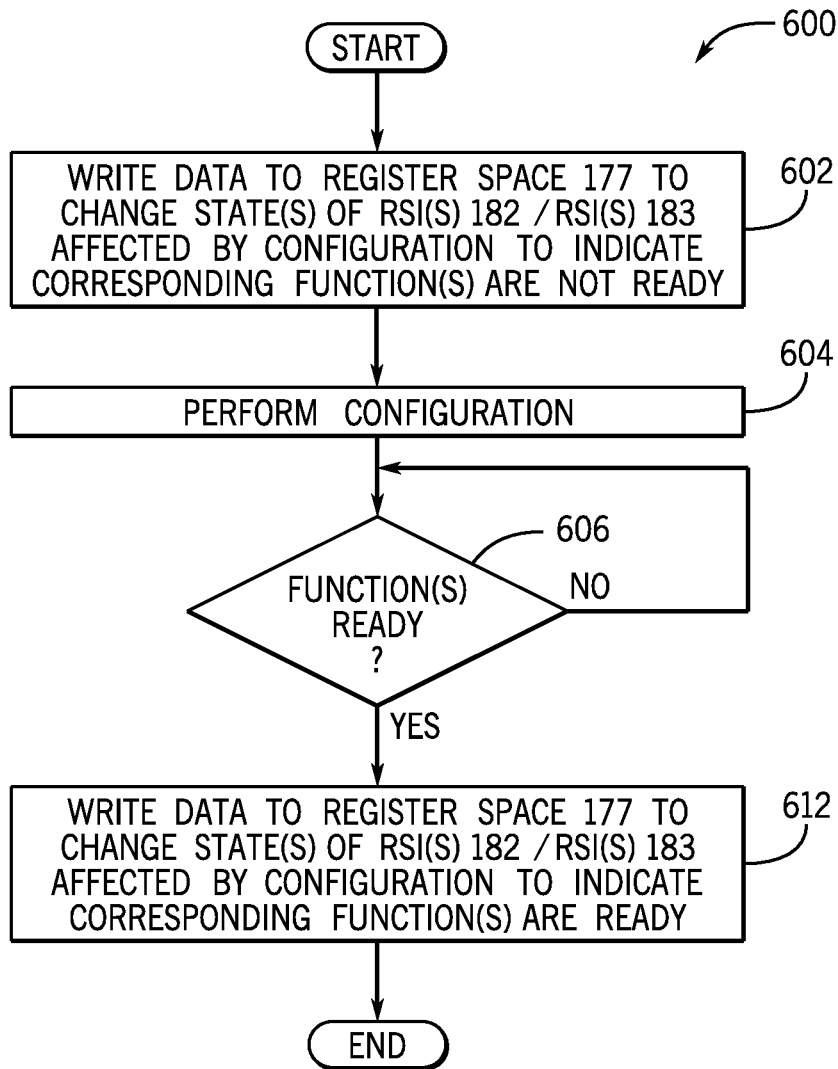 600
START
WRITE DATA TO REGISTER SPACE 177 TO
CHANGE STATE(S) OF RSI(S) 182 / RSI(S) 183
AFFECTED BY CONFIGURATION TO INDICATE
CORRESPONDING FUNCTION(S) ARE NOT READY
602
604
PERFORM CONFIGURATION
606
FUNCTION(S)
READY
?
NO
YES
WRITE DATA TO REGISTER SPACE 177 TO
CHANGE STATE(S) OF RSI(S) 182 / RSI(S) 183
AFFECTED BY CONFIGURATION TO INDICATE
CORRESPONDING FUNCTION(S) ARE READY
612
END